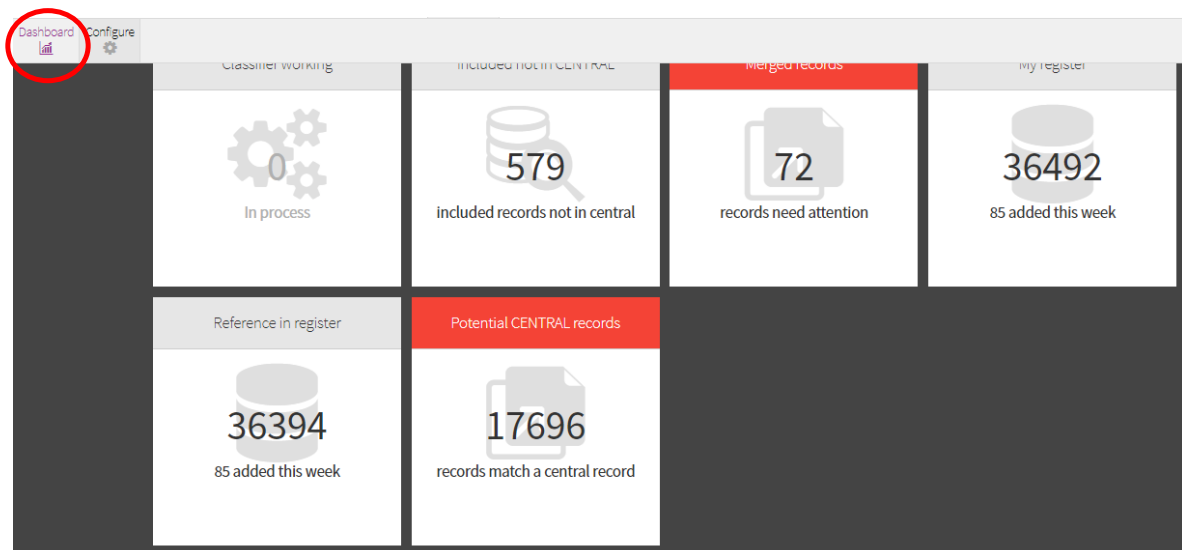 Dashboard Configure
Classifier working
Included not in CENTRAL
Merged records
My register
0
In process
579
included records not in central
72
records need attention
36492
85 added this week
Reference in register
Potential CENTRAL records
36394
85 added this week
17696
records match a central record